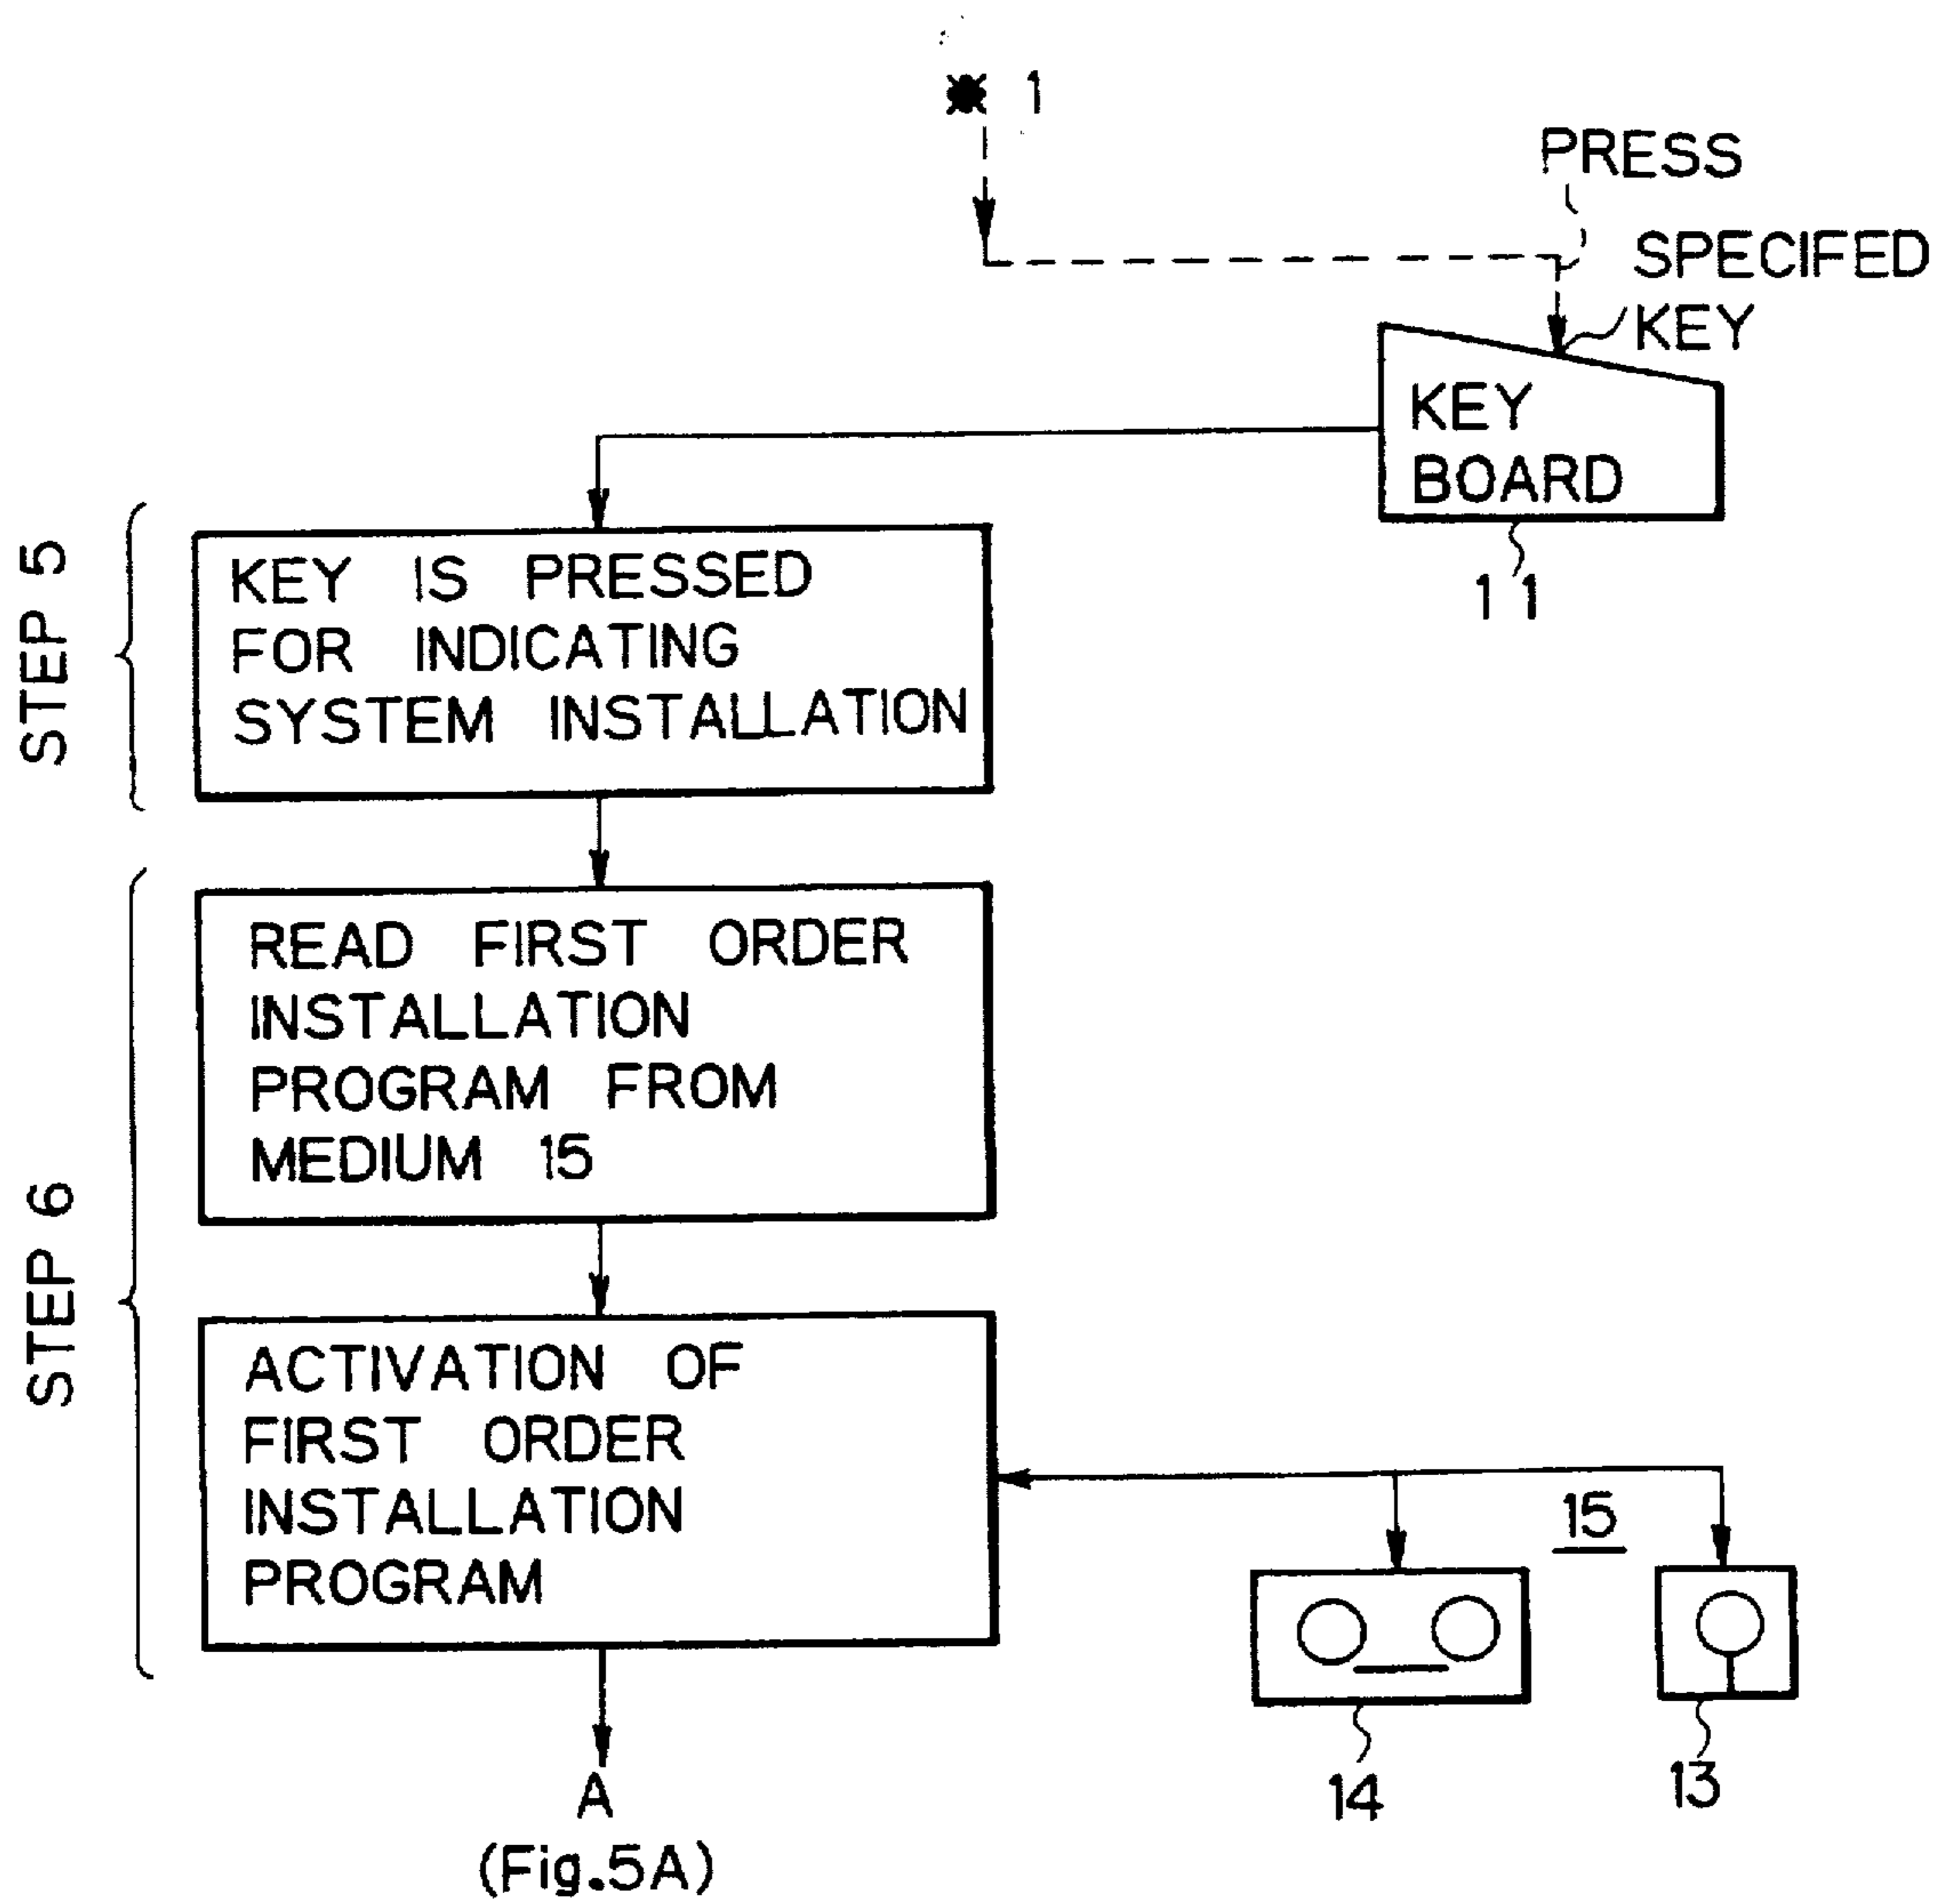 ※ 1
PRESS
SPECIFED
KEY
KEY
BOARD
11
STEP 5
KEY IS PRESSED
FOR INDICATING
SYSTEM INSTALLATION
STEP 6
READ FIRST ORDER
INSTALLATION
PROGRAM FROM
MEDIUM 15
ACTIVATION OF
FIRST ORDER
INSTALLATION
PROGRAM
15
14
13
A
(Fig.5A)